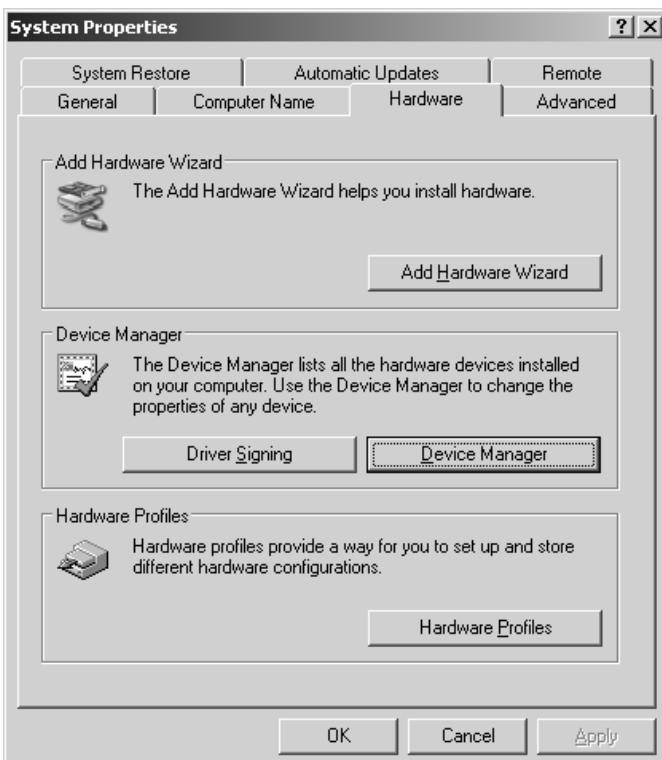 System Properties
System Restore Automatic Updates Remote
General Computer Name Hardware Advanced
Add Hardware Wizard
The Add Hardware Wizard helps you install hardware.
Add Hardware Wizard
Device Manager
The Device Manager lists all the hardware devices installed
on your computer. Use the Device Manager to change the
properties of any device.
Driver Signing Device Manager
Hardware Profiles
Hardware profiles provide a way for you to set up and store
different hardware configurations.
Hardware Profiles
OK Cancel Apply